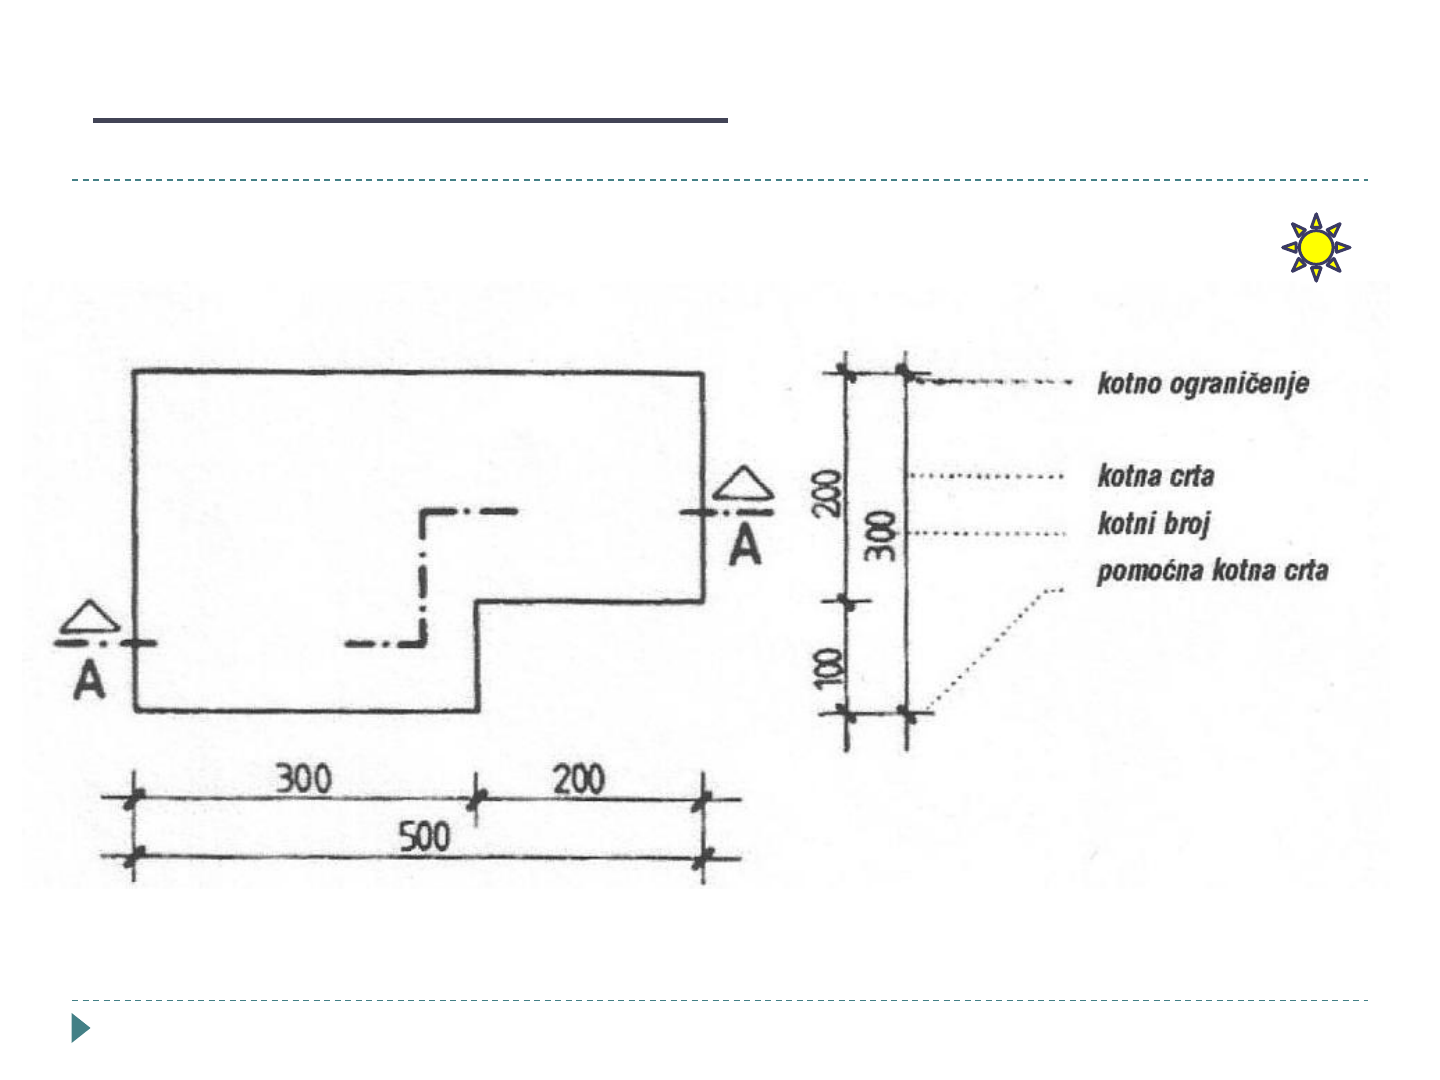 kotno ograničenje
kotna crta
kotni broj
pomoćna kotna crta
200
300
100
A
A
300
200
500